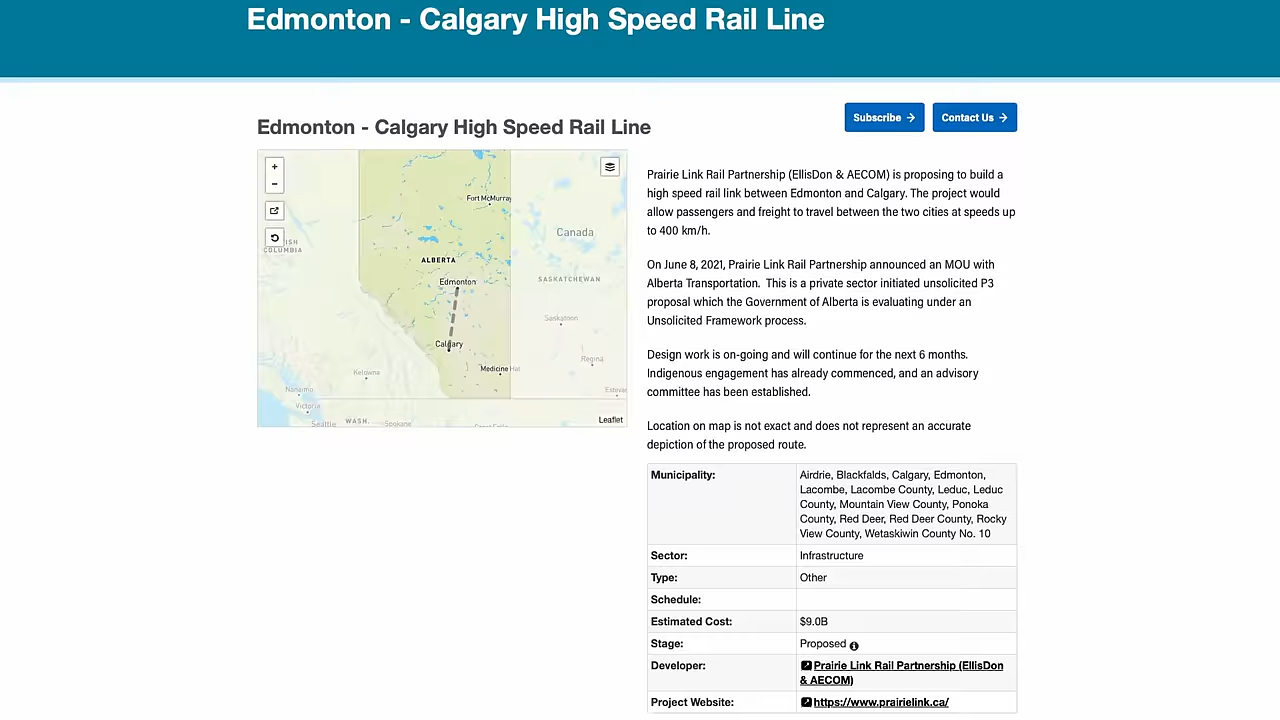 Edmonton - Calgary High Speed Rail Line
Edmonton - Calgary High Speed Rail Line
Subscribe →
Contact Us →
+
−
Fort McMurray
Canada
ISH
COLUMBIA
ALBERTA
SASKATCHEWAN
Edmonton
Saskatoon
Calgary
Regina
Kelowna
Medicine Hat
Nanaimo
Estevan
Victoria
Seattle
WASH.
Spokane
Great Falls
Leaflet
Prairie Link Rail Partnership (EllisDon & AECOM) is proposing to build a
high speed rail link between Edmonton and Calgary. The project would
allow passengers and freight to travel between the two cities at speeds up
to 400 km/h.
On June 8, 2021, Prairie Link Rail Partnership announced an MOU with
Alberta Transportation. This is a private sector initiated unsolicited P3
proposal which the Government of Alberta is evaluating under an
Unsolicited Framework process.
Design work is on-going and will continue for the next 6 months.
Indigenous engagement has already commenced, and an advisory
committee has been established.
Location on map is not exact and does not represent an accurate
depiction of the proposed route.
Municipality:
Airdrie, Blackfalds, Calgary, Edmonton,
Lacombe, Lacombe County, Leduc, Leduc
County, Mountain View County, Ponoka
County, Red Deer, Red Deer County, Rocky
View County, Wetaskiwin County No. 10
Sector: Infrastructure
Type: Other
Schedule:
Estimated Cost: $9.0B
Stage: Proposed
Developer: Prairie Link Rail Partnership (EllisDon
& AECOM)
Project Website: https://www.prairielink.ca/